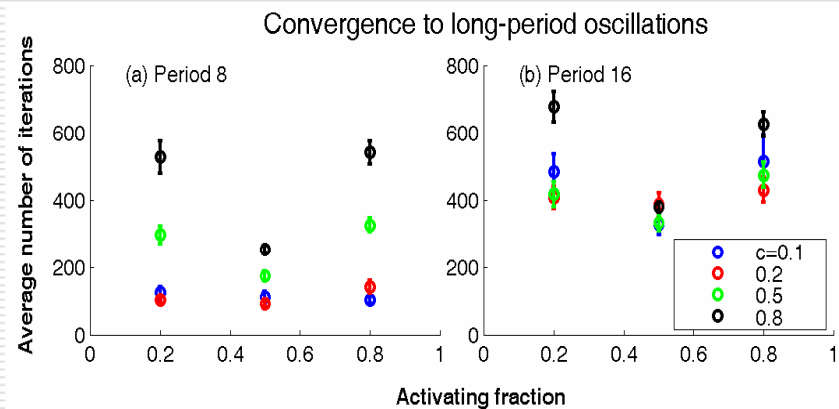 Convergence to long-period oscillations
Average number of iterations
(a) Period 8
800
600
400
200
0
0 0.2 0.4 0.6 0.8 1
(b) Period 16
800
600
400
200
0
0 0.2 0.4 0.6 0.8 1
c=0.1
0.2
0.5
0.8
Activating fraction